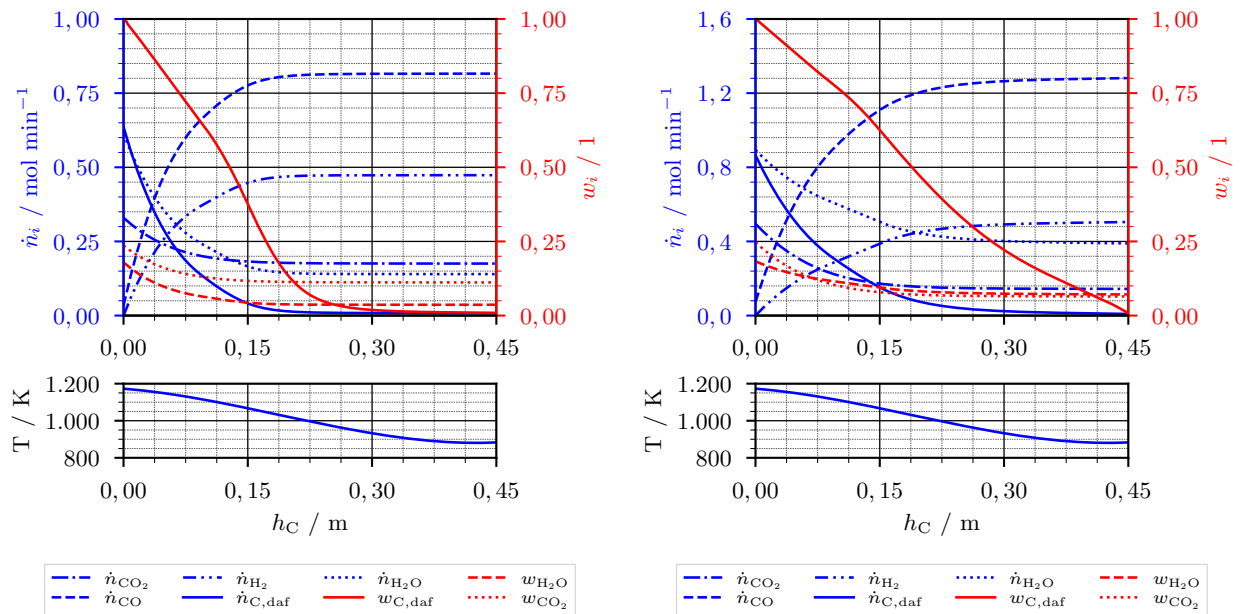 1,00 1,00 1,6 1,00
0,75 0,75 1,2 0,75
0,50 0,50 0,8 0,50
0,25 0,25 0,4 0,25
0,00 0,00 0,0 0,00
ṅᵢ / mol min⁻¹ wᵢ / 1 ṅᵢ / mol min⁻¹ wᵢ / 1
0,00 0,15 0,30 0,45 0,00 0,15 0,30 0,45
1.200 1.200
1.000 1.000
800 800
T / K T / K
0,00 0,15 0,30 0,45 0,00 0,15 0,30 0,45
h_C / m h_C / m
ṅ_CO₂ ṅ_H₂ ṅ_H₂O w_H₂O ṅ_CO₂ ṅ_H₂ ṅ_H₂O w_H₂O
ṅ_CO ṅ_C,daf w_C,daf w_CO₂ ṅ_CO ṅ_C,daf w_C,daf w_CO₂